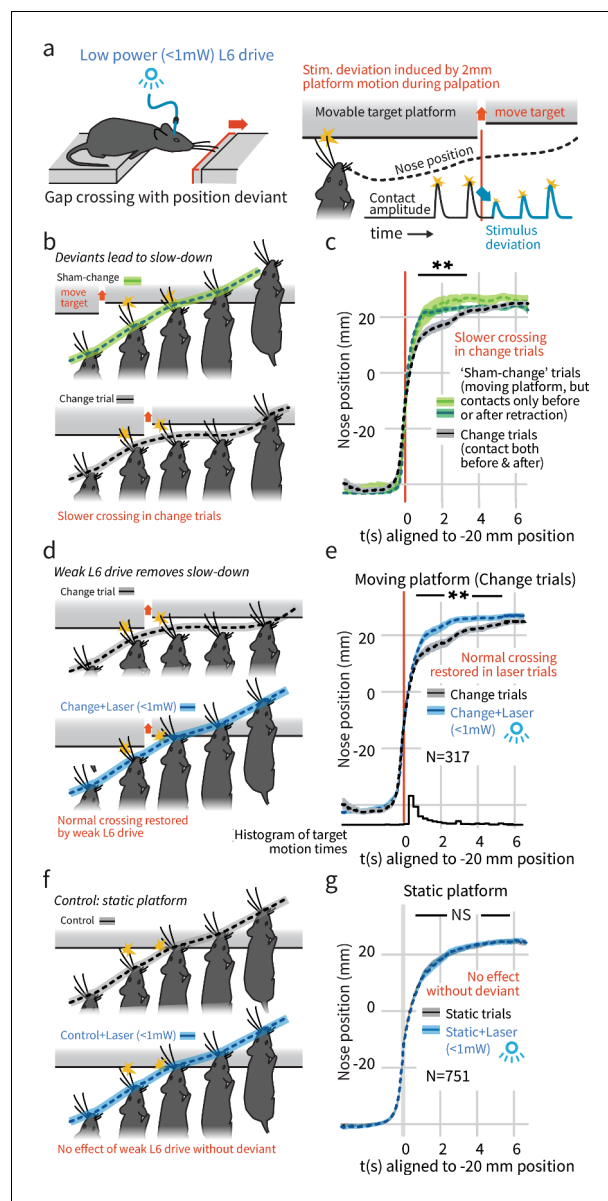 a
Low power (<1mW) L6 drive
Gap crossing with position deviant
Stim. deviation induced by 2mm
platform motion during palpation
Movable target platform
move target
Nose position
Contact
amplitude
time
Stimulus
deviation
b
Deviants lead to slow-down
Sham-change
move
target
Change trial
Slower crossing in change trials
c
**
Nose position (mm)
20
0
-20
Slower crossing
in change trials
‘Sham-change’ trials
(moving platform, but
contacts only before
or after retraction)
Change trials
(contact both
before & after)
0 2 4 6
t(s) aligned to -20 mm position
d
Weak L6 drive removes slow-down
Change trial
Change+Laser (<1mW)
Normal crossing restored
by weak L6 drive
e
Moving platform (Change trials)
**
Nose position (mm)
20
0
-20
Normal crossing
restored in laser trials
Change trials
Change+Laser
(<1mW)
N=317
Histogram of target
motion times
0 2 4 6
t(s) aligned to -20 mm position
f
Control: static platform
Control
Control+Laser (<1mW)
No effect of weak L6 drive without deviant
g
Static platform
NS
Nose position (mm)
20
0
-20
No effect
without deviant
Static trials
Static+Laser
(<1mW)
N=751
0 2 4 6
t(s) aligned to -20 mm position